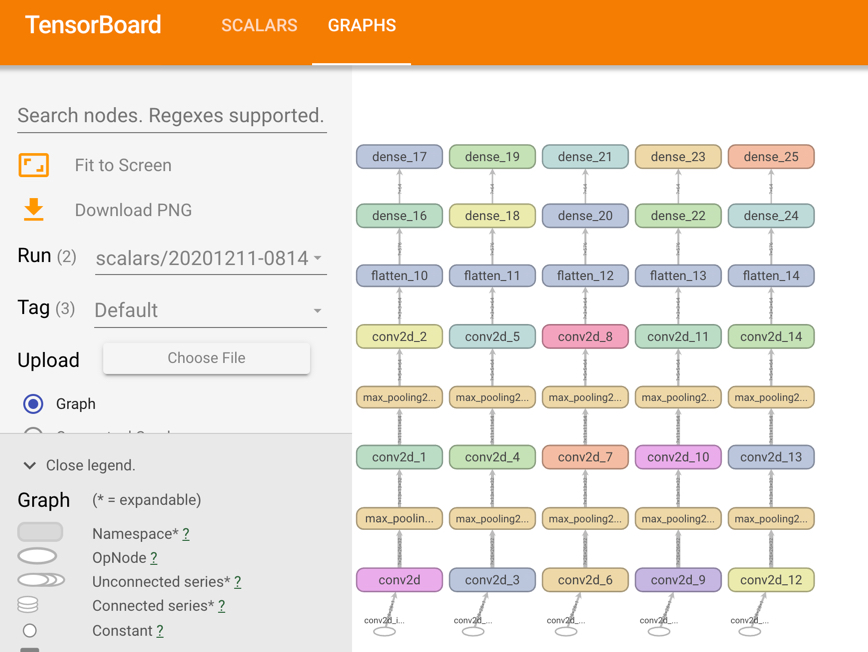 TensorBoard SCALARS GRAPHS
Search nodes. Regexes supported.
Fit to Screen
Download PNG
Run (2) scalars/20201211-0814
Tag (3) Default
Upload Choose File
Graph
Close legend.
Graph (* = expandable)
Namespace* ?
OpNode ?
Unconnected series* ?
Connected series* ?
Constant ?
dense_17 dense_19 dense_21 dense_23 dense_25
dense_16 dense_18 dense_20 dense_22 dense_24
flatten_10 flatten_11 flatten_12 flatten_13 flatten_14
conv2d_2 conv2d_5 conv2d_8 conv2d_11 conv2d_14
max_pooling2... max_pooling2... max_pooling2... max_pooling2... max_pooling2...
conv2d_1 conv2d_4 conv2d_7 conv2d_10 conv2d_13
max_poolin... max_pooling2... max_pooling2... max_pooling2... max_pooling2...
conv2d conv2d_3 conv2d_6 conv2d_9 conv2d_12
conv2d_i... conv2d_... conv2d_... conv2d_... conv2d_...